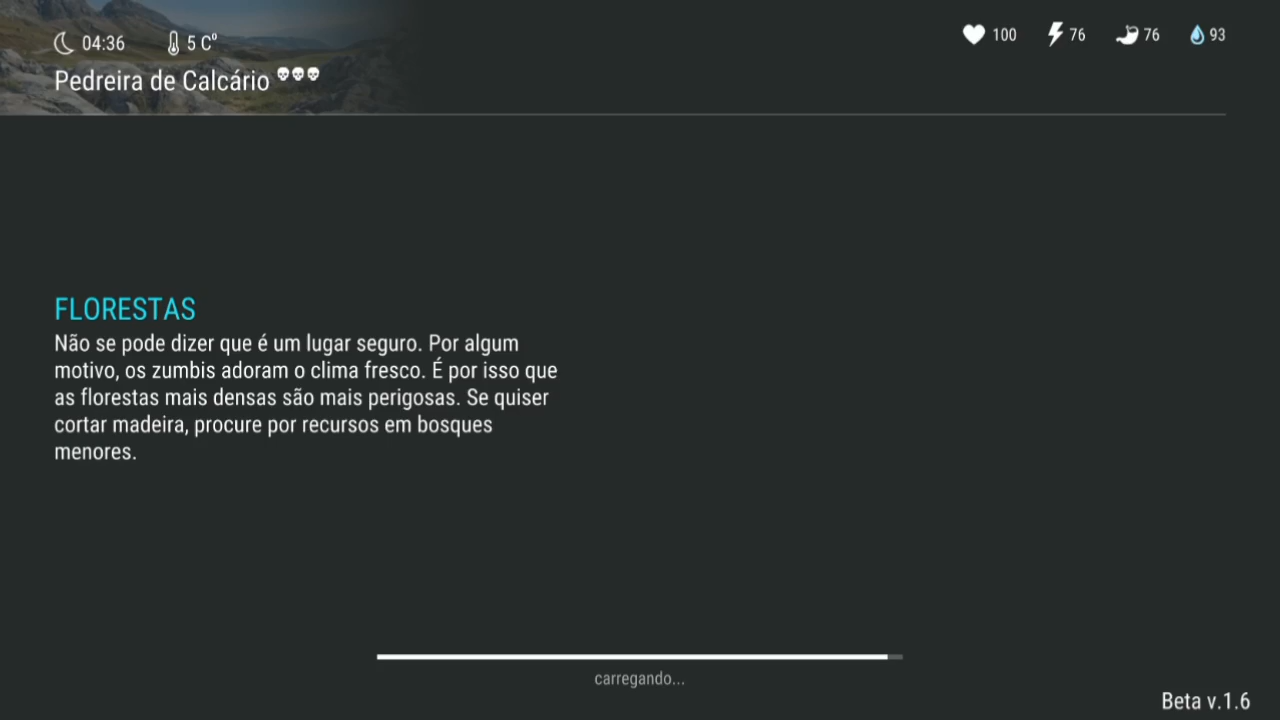 04:36 5 Cº
100 76 76 93
Pedreira de Calcário
FLORESTAS
Não se pode dizer que é um lugar seguro. Por algum
motivo, os zumbis adoram o clima fresco. É por isso que
as florestas mais densas são mais perigosas. Se quiser
cortar madeira, procure por recursos em bosques
menores.
carregando...
Beta v.1.6